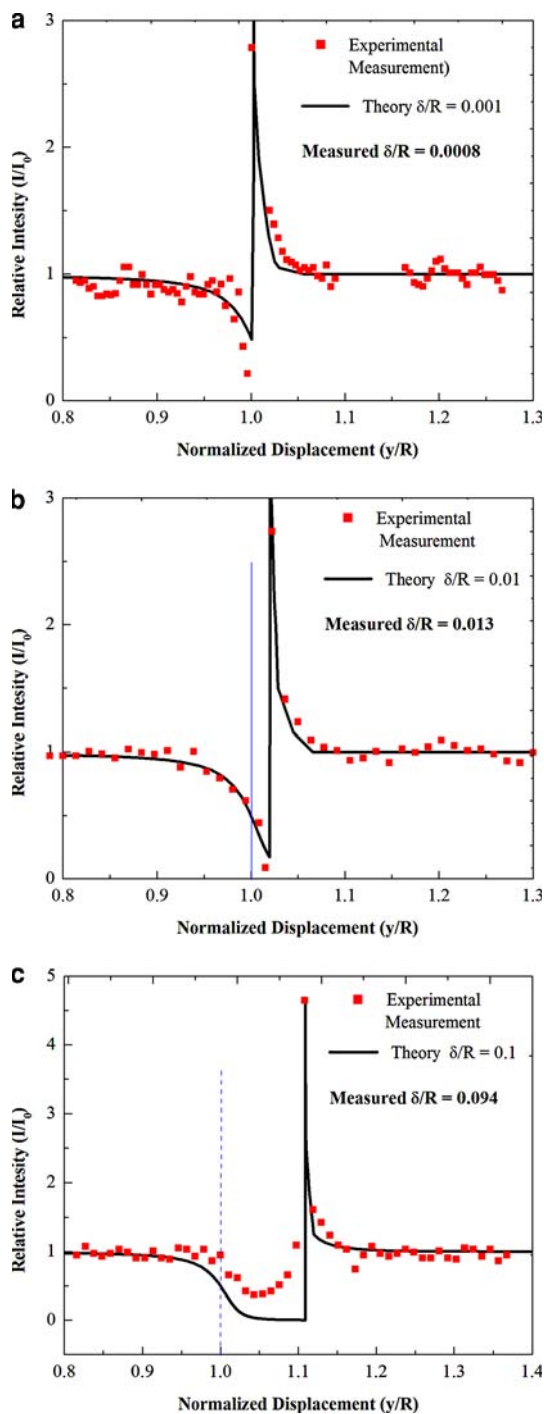 a
3
Experimental
Measurement)
Theory δ/R = 0.001
2
Measured δ/R = 0.0008
Relative Intesity (I/I0)
1
0
0.8 0.9 1.0 1.1 1.2 1.3
Normalized Displacement (y/R)
b
3
Experimental
Measurement
Theory δ/R = 0.01
2
Measured δ/R = 0.013
Relative Intesity (I/I0)
1
0
0.8 0.9 1.0 1.1 1.2 1.3
Normalized Displacement (y/R)
c
5
Experimental
Measurement
4
Theory δ/R = 0.1
Measured δ/R = 0.094
3
Relative Intesity (I/I0)
2
1
0
0.8 0.9 1.0 1.1 1.2 1.3 1.4
Normalized Displacement (y/R)